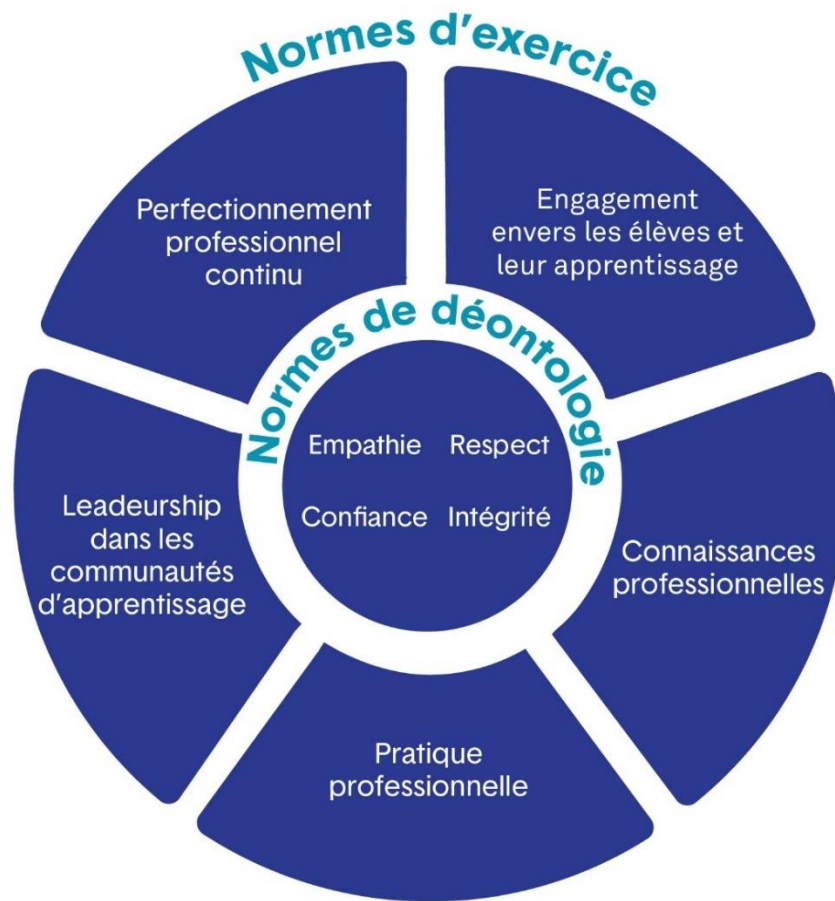 Normes d'exercice
Perfectionnement
professionnel
continu
Engagement
envers les élèves et
leur apprentissage
Normes de déontologie
Empathie Respect
Confiance Intégrité
Leadeurship
dans les
communautés
d'apprentissage
Connaissances
professionnelles
Pratique
professionnelle